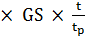 × GS × t/tp